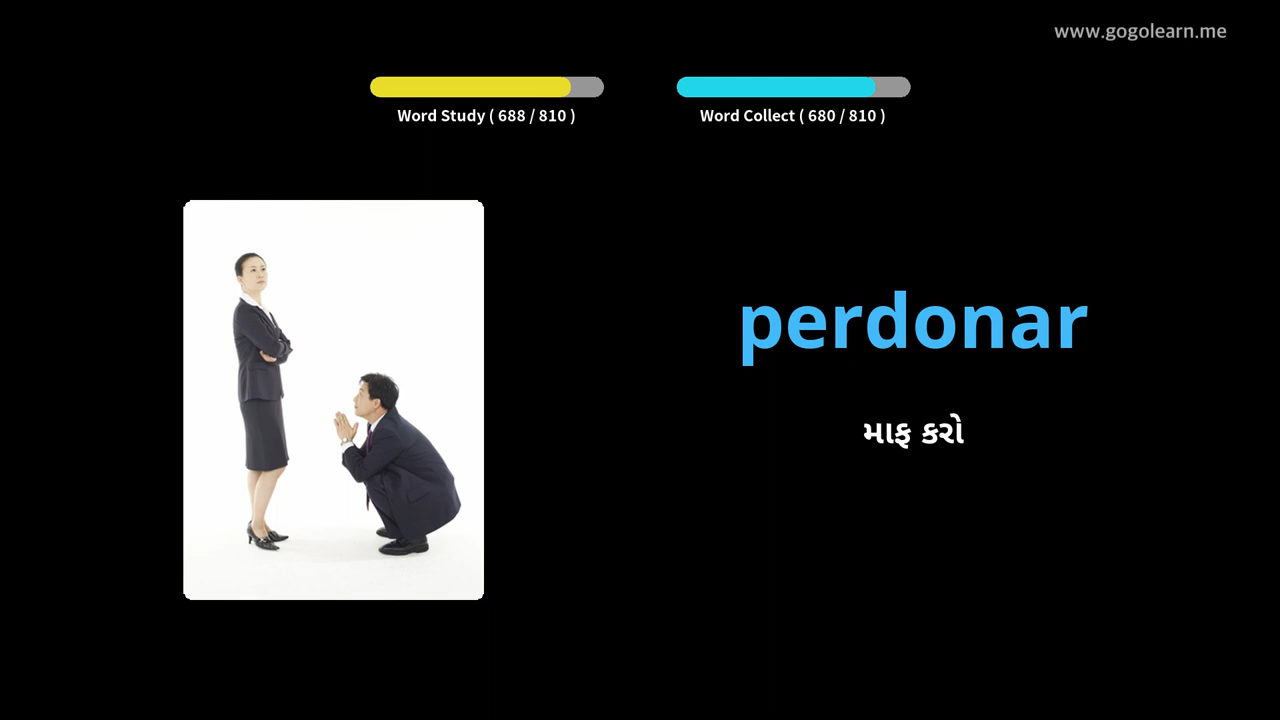 www.gogolearn.me
Word Study ( 688 / 810 )
Word Collect ( 680 / 810 )
perdonar
માફ કરો